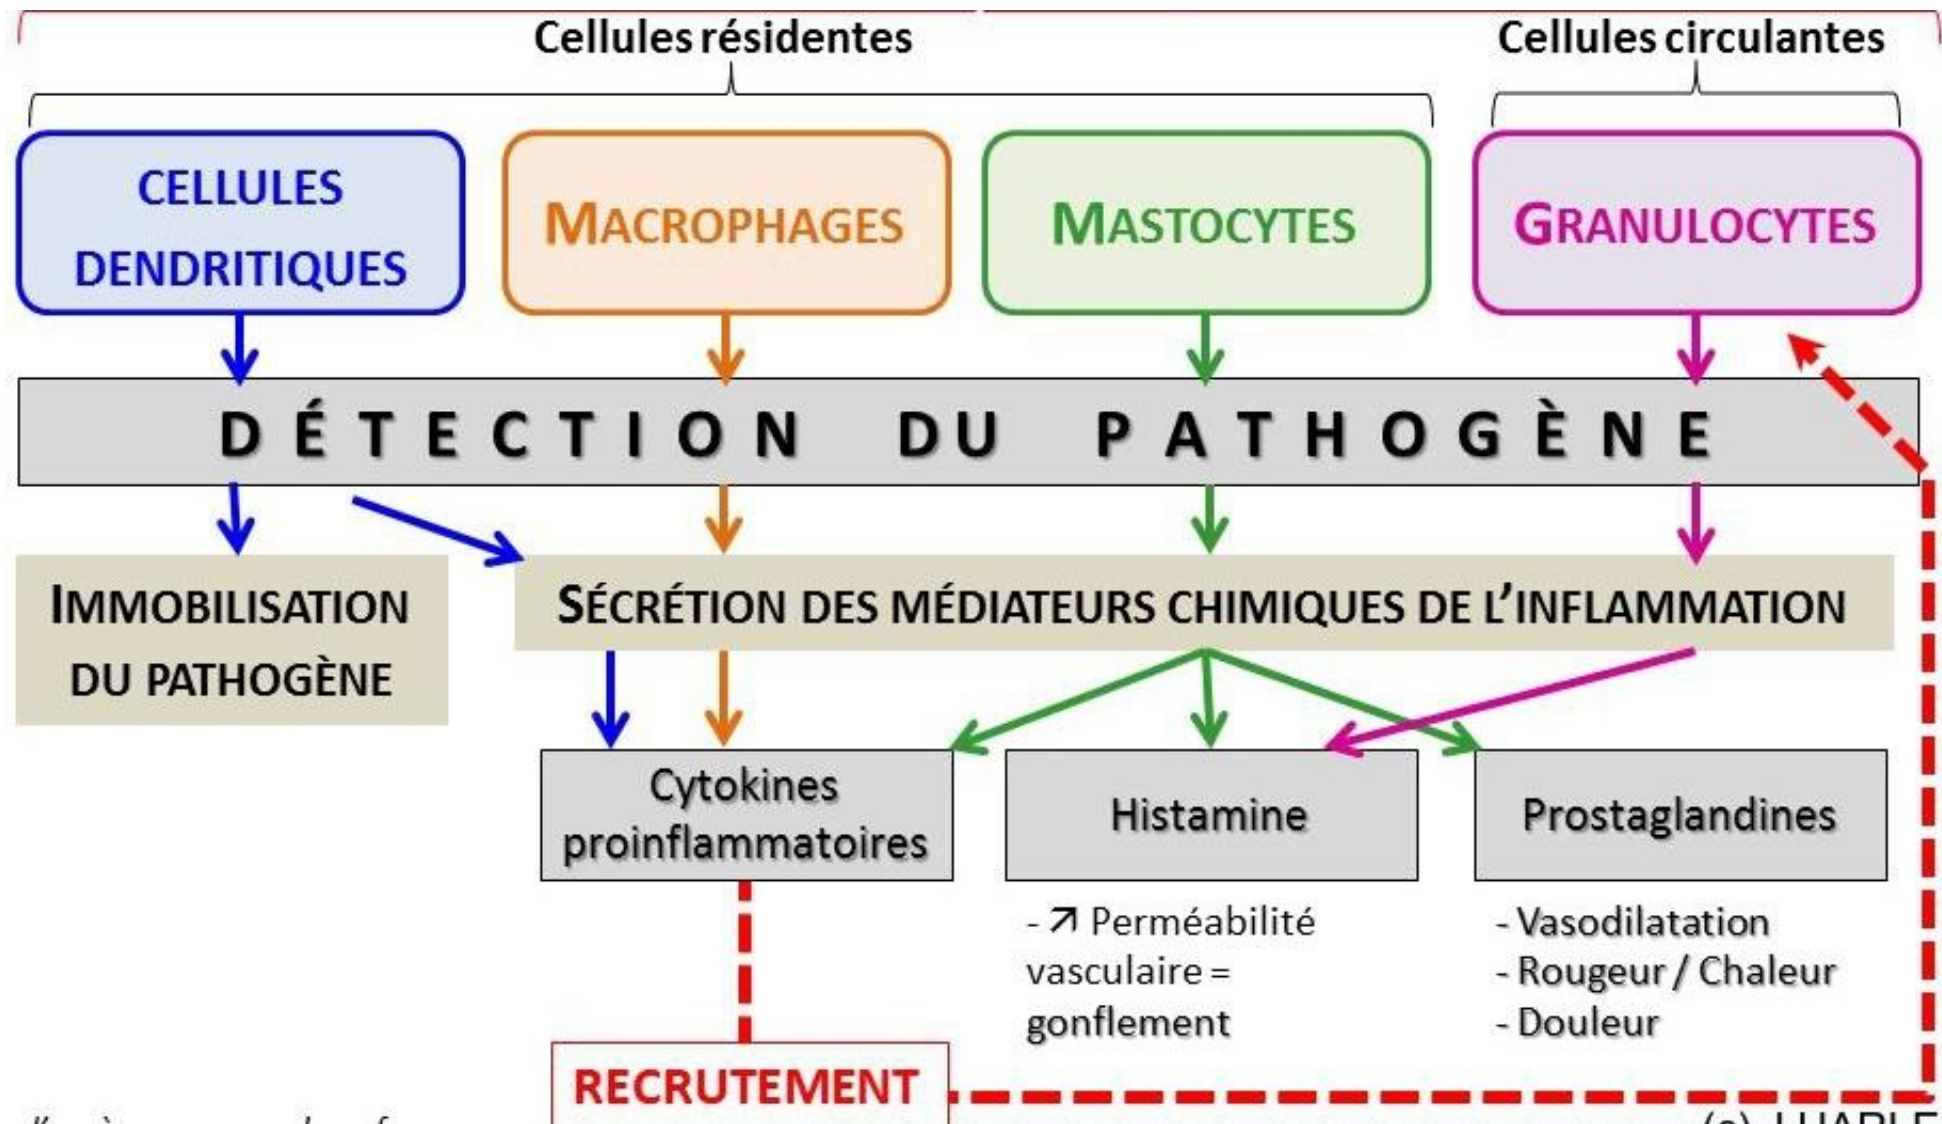 Cellules résidentes
Cellules circulantes
CELLULES
DENDRITIQUES
MACROPHAGES
MASTOCYTES
GRANULOCYTES
DÉTECTION DU PATHOGÈNE
IMMOBILISATION
DU PATHOGÈNE
SÉCRÉTION DES MÉDIATEURS CHIMIQUES DE L’INFLAMMATION
Cytokines
proinflammatoires
Histamine
Prostaglandines
- ↗ Perméabilité
vasculaire =
gonflement
- Vasodilatation
- Rougeur / Chaleur
- Douleur
RECRUTEMENT